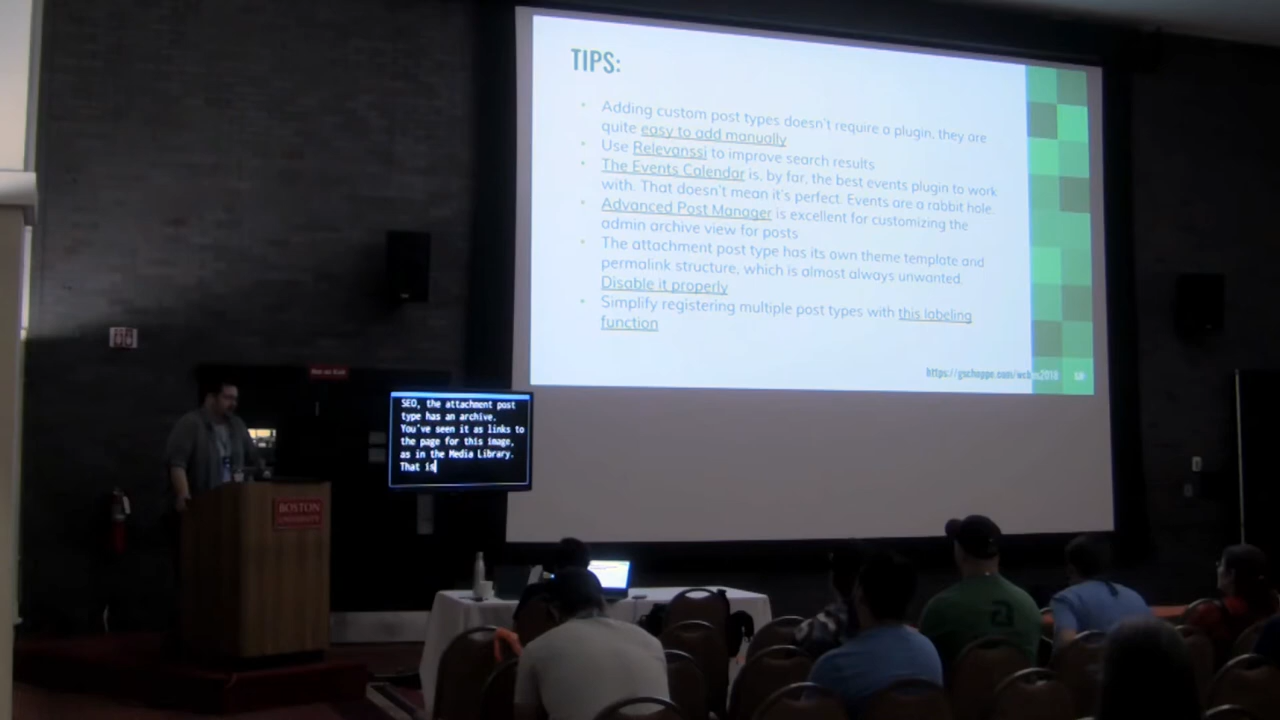 TIPS:
• Adding custom post types doesn't require a plugin, they are
quite easy to add manually
• Use Relevanssi to improve search results
• The Events Calendar is, by far, the best events plugin to work
with. That doesn't mean it's perfect. Events are a rabbit hole.
• Advanced Post Manager is excellent for customizing the
admin archive view for posts
• The attachment post type has its own theme template and
permalink structure, which is almost always unwanted.
Disable it properly
• Simplify registering multiple post types with this labeling
function
SEO, the attachment post
type has an archive.
You've seen it as links to
the page for this image,
as in the Media Library.
That is
BOSTON
UNIVERSITY